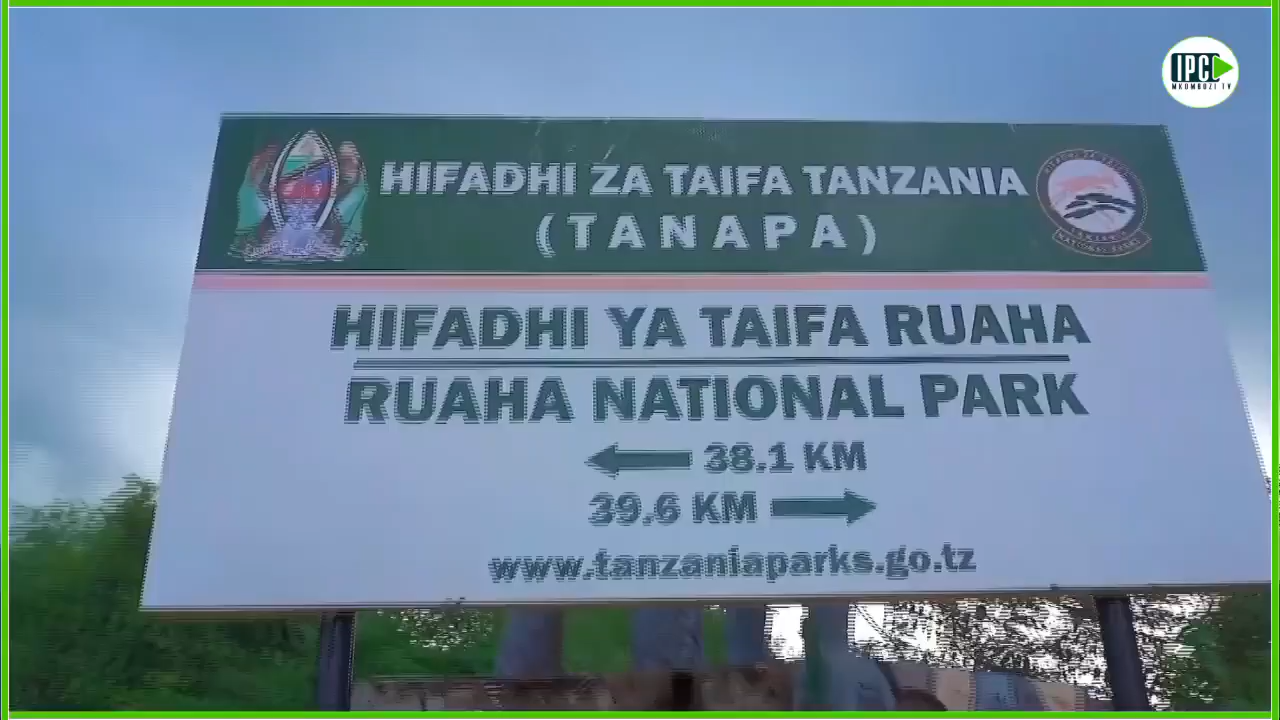 IPC
MKOMBOZI TV
HIFADHI ZA TAIFA TANZANIA
(TANAPA)
HIFADHI YA TAIFA RUAHA
RUAHA NATIONAL PARK
38.1 KM
39.6 KM
www.tanzaniaparks.go.tz